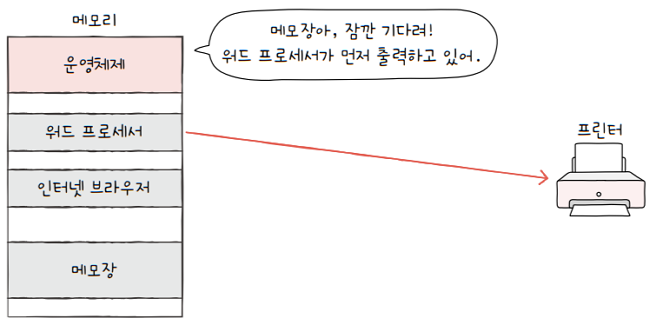 메모리
운영체제
메모장아, 잠깐 기다려!
워드 프로세서가 먼저 출력하고 있어.
워드 프로세서
프린터
인터넷 브라우저
메모장